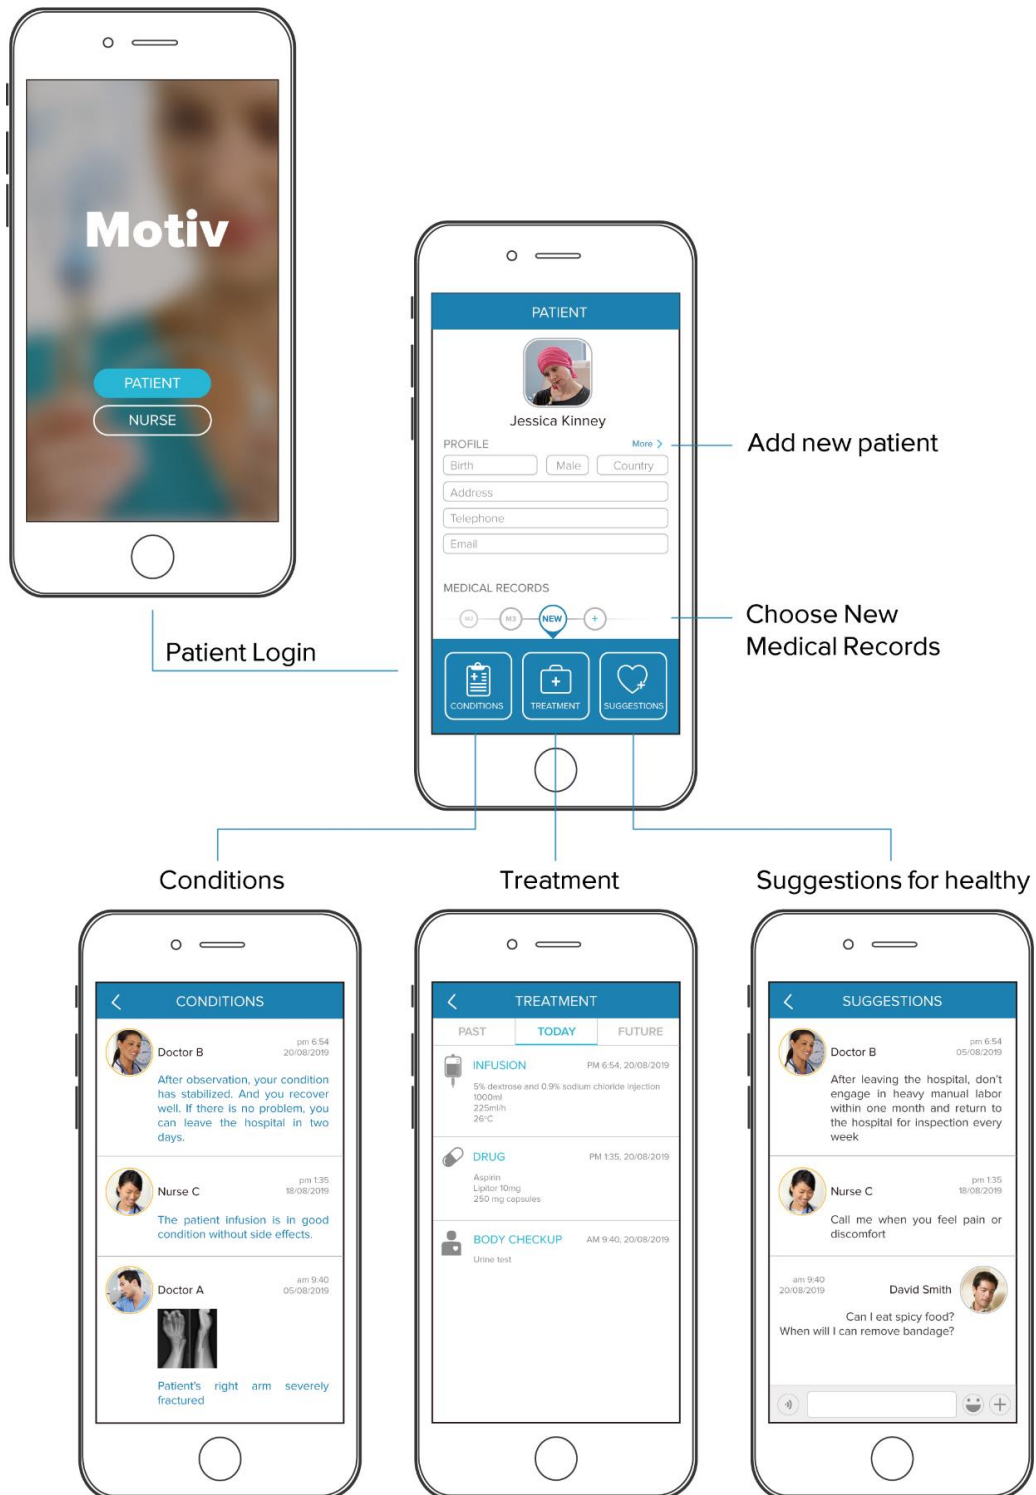 Motiv
PATIENT
NURSE
Patient Login
PATIENT
Jessica Kinney
PROFILE
More >
Birth
Male
Country
Address
Telephone
Email
MEDICAL RECORDS
M2
M3
NEW
+
CONDITIONS
TREATMENT
SUGGESTIONS
Add new patient
Choose New
Medical Records
Conditions
CONDITIONS
Doctor B
pm 6:54
20/08/2019
After observation, your condition
has stabilized. And you recover
well. If there is no problem, you
can leave the hospital in two
days.
Nurse C
pm 1:35
18/08/2019
The patient infusion is in good
condition without side effects.
Doctor A
am 9:40
05/08/2019
Patient's right arm severely
fractured
Treatment
TREATMENT
PAST
TODAY
FUTURE
INFUSION
PM 6:54, 20/08/2019
5% dextrose and 0.9% sodium chloride injection
1000ml
225ml/h
26°C
DRUG
PM 1:35, 20/08/2019
Aspirin
Lipitor 10mg
250 mg capsules
BODY CHECKUP
AM 9:40, 20/08/2019
Urine test
Suggestions for healthy
SUGGESTIONS
Doctor B
pm 6:54
05/08/2019
After leaving the hospital, don't
engage in heavy manual labor
within one month and return to
the hospital for inspection every
week
Nurse C
pm 1:35
18/08/2019
Call me when you feel pain or
discomfort
am 9:40
20/08/2019
David Smith
Can I eat spicy food?
When will I can remove bandage?